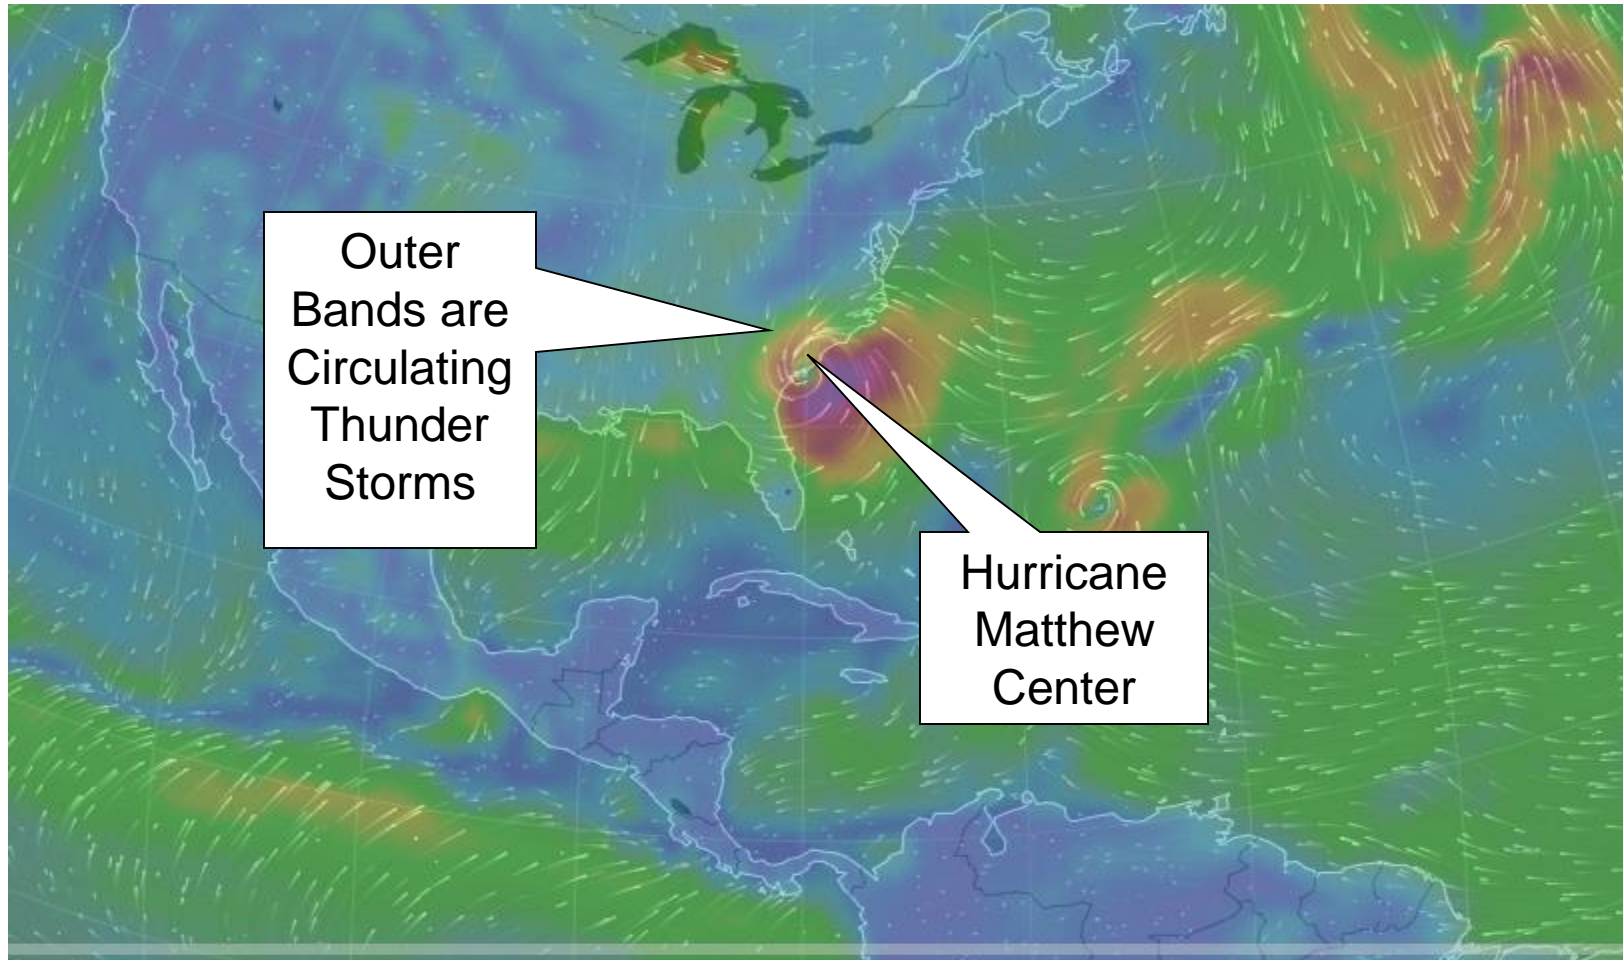 Outer
Bands are
Circulating
Thunder
Storms
Hurricane
Matthew
Center